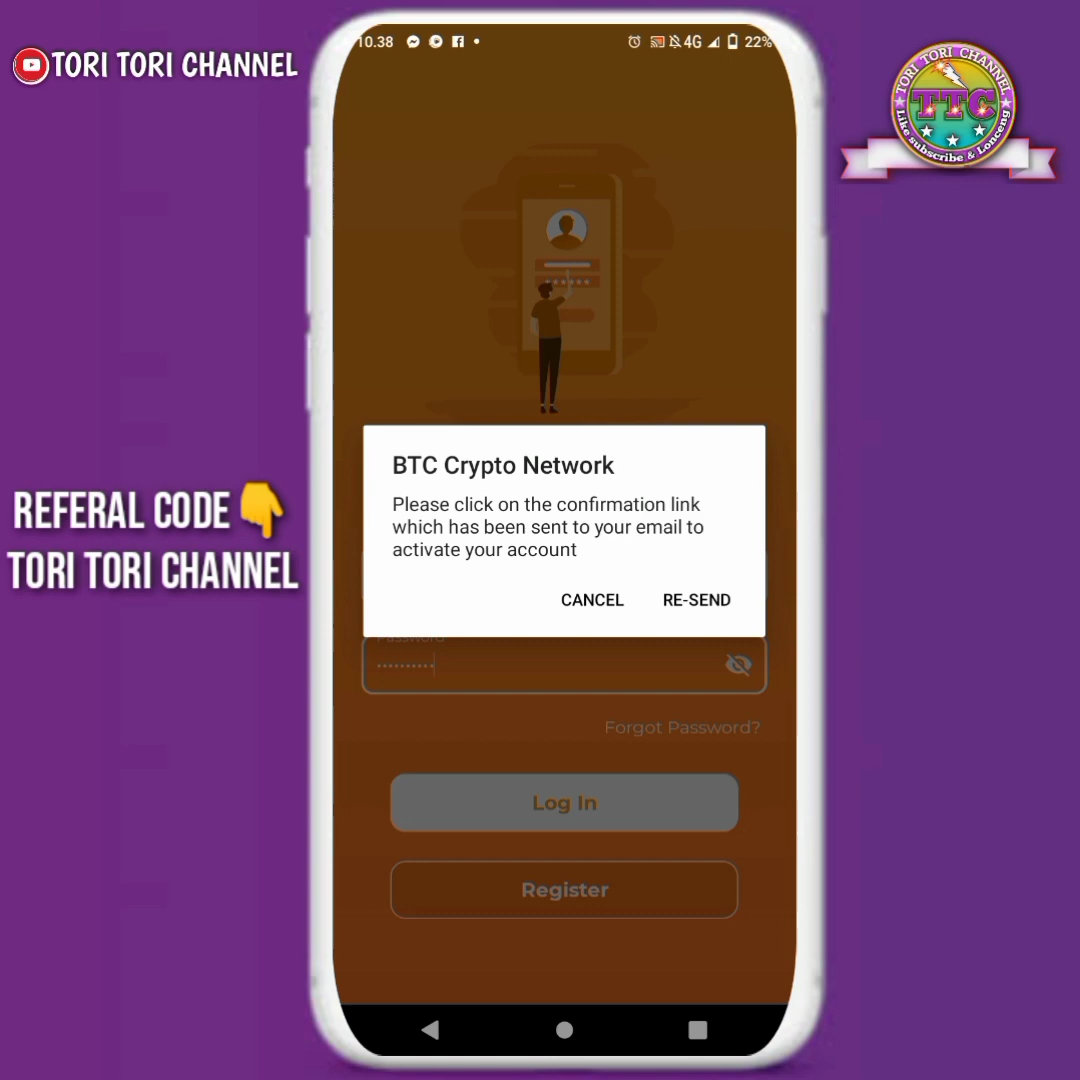 TORI TORI CHANNEL
TORI TORI CHANNEL
TTC
Like subscribe & Lonceng
REFERAL CODE👇
TORI TORI CHANNEL
10.38
4G
22%
BTC Crypto Network
Please click on the confirmation link
which has been sent to your email to
activate your account
CANCEL
RE-SEND
Password
Forgot Password?
Log In
Register